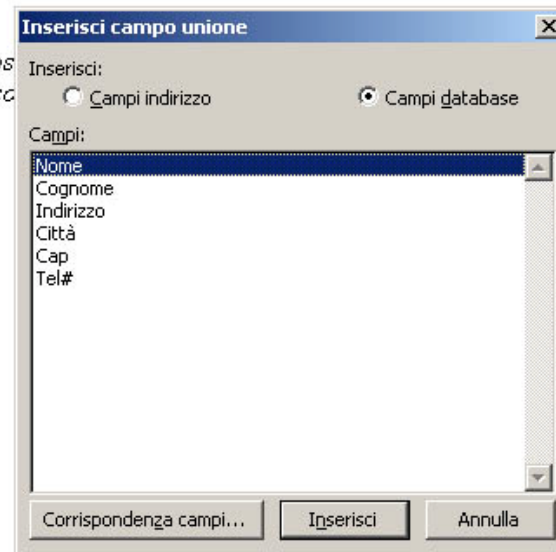 Inserisci campo unione
Inserisci:
Campi indirizzo Campi database
Campi:
Nome
Cognome
Indirizzo
Città
Cap
Tel#
Corrispondenza campi... Inserisci Annulla